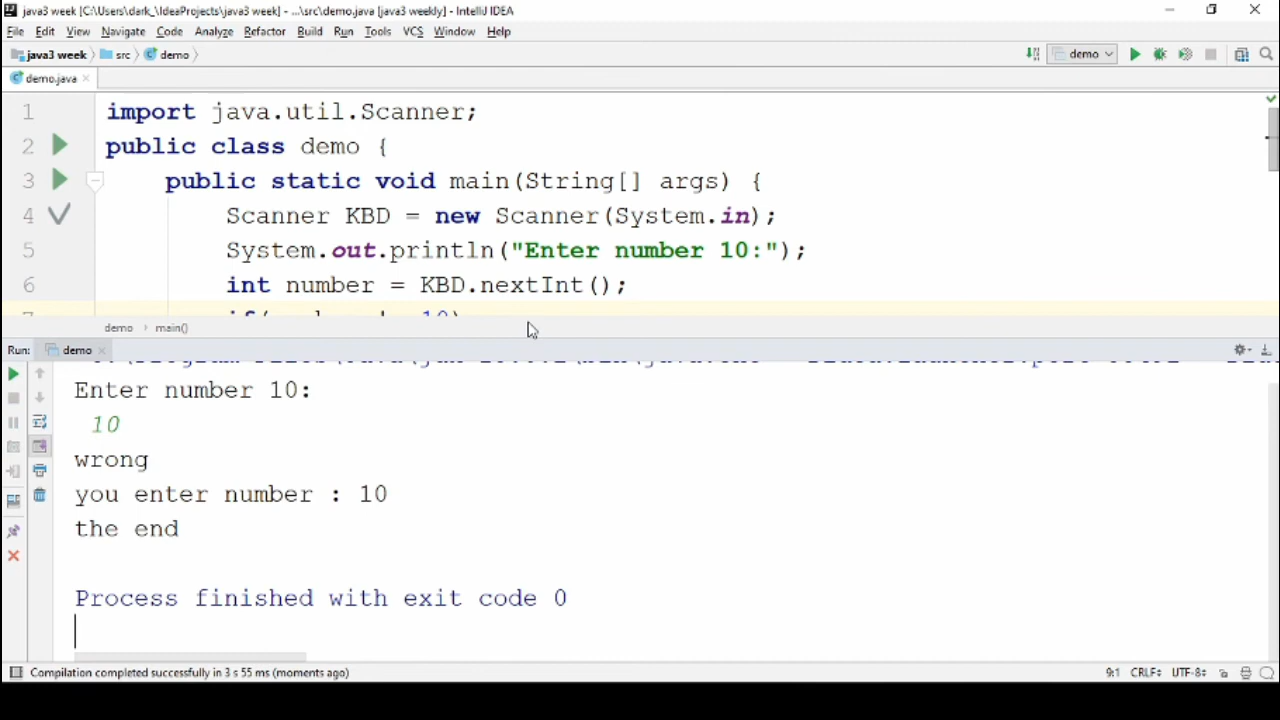 java3 week [C:\Users\dark_\IdeaProjects\java3 week] - ...\src\demo.java [java3 weekly] - IntelliJ IDEA
File Edit View Navigate Code Analyze Refactor Build Run Tools VCS Window Help
java3 week src demo demo
demo.java
1 import java.util.Scanner;
2 public class demo {
3 public static void main(String[] args) {
4 Scanner KBD = new Scanner(System.in);
5 System.out.println("Enter number 10:");
6 int number = KBD.nextInt();
demo main()
Run: demo
Enter number 10:
10
wrong
you enter number : 10
the end
Process finished with exit code 0
Compilation completed successfully in 3 s 55 ms (moments ago) 9:1 CRLF UTF-8